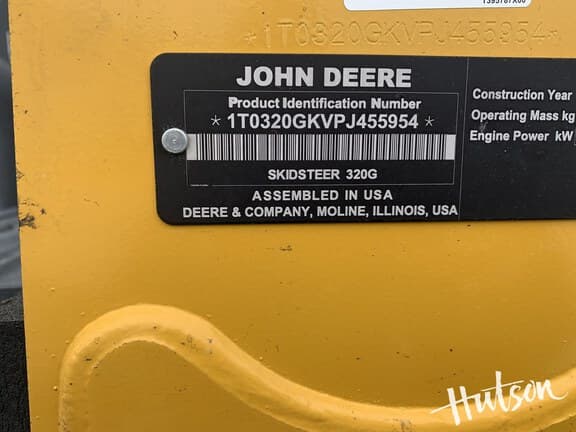 1395787X00
*1T0320GKVPJ455954*
JOHN DEERE
Product Identification Number
*1T0320GKVPJ455954*
SKIDSTEER 320G
ASSEMBLED IN USA
DEERE & COMPANY, MOLINE, ILLINOIS, USA
Construction Year
Operating Mass kg
Engine Power kW
Hutson